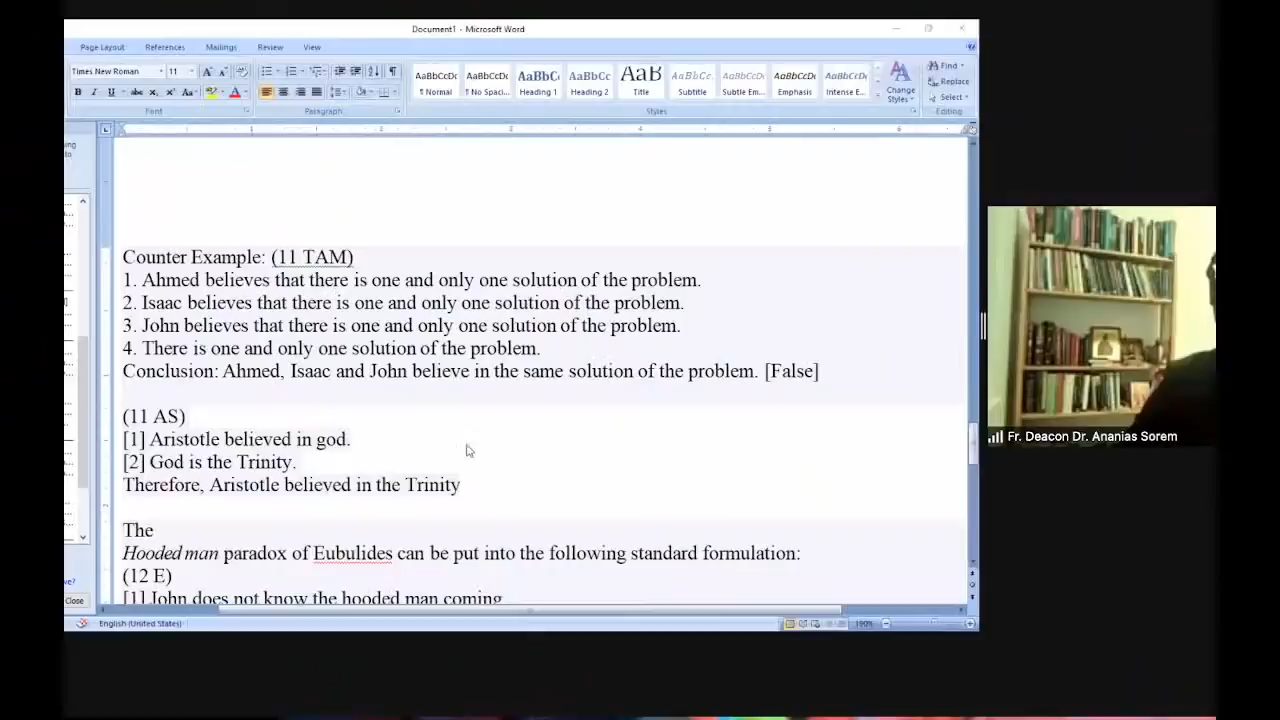 Document1 - Microsoft Word
Page Layout References Mailings Review View
Times New Roman 11
Find
Replace
Select
AaBbCcDc AaBbCcDc AaBbC AaBbCc AaB AaBbCc. AaBbCcDc AaBbCcDc AaBbCcDc
¶ Normal ¶ No Spaci... Heading 1 Heading 2 Title Subtitle Subtle Em... Emphasis Intense E...
Change Styles
Font Paragraph Styles Editing
Counter Example: (11 TAM)
1. Ahmed believes that there is one and only one solution of the problem.
2. Isaac believes that there is one and only one solution of the problem.
3. John believes that there is one and only one solution of the problem.
4. There is one and only one solution of the problem.
Conclusion: Ahmed, Isaac and John believe in the same solution of the problem. [False]
(11 AS)
[1] Aristotle believed in god.
[2] God is the Trinity.
Therefore, Aristotle believed in the Trinity
The
Hooded man paradox of Eubulides can be put into the following standard formulation:
(12 E)
[1] John does not know the hooded man coming
Close
English (United States)
190%
Fr. Deacon Dr. Ananias Sorem